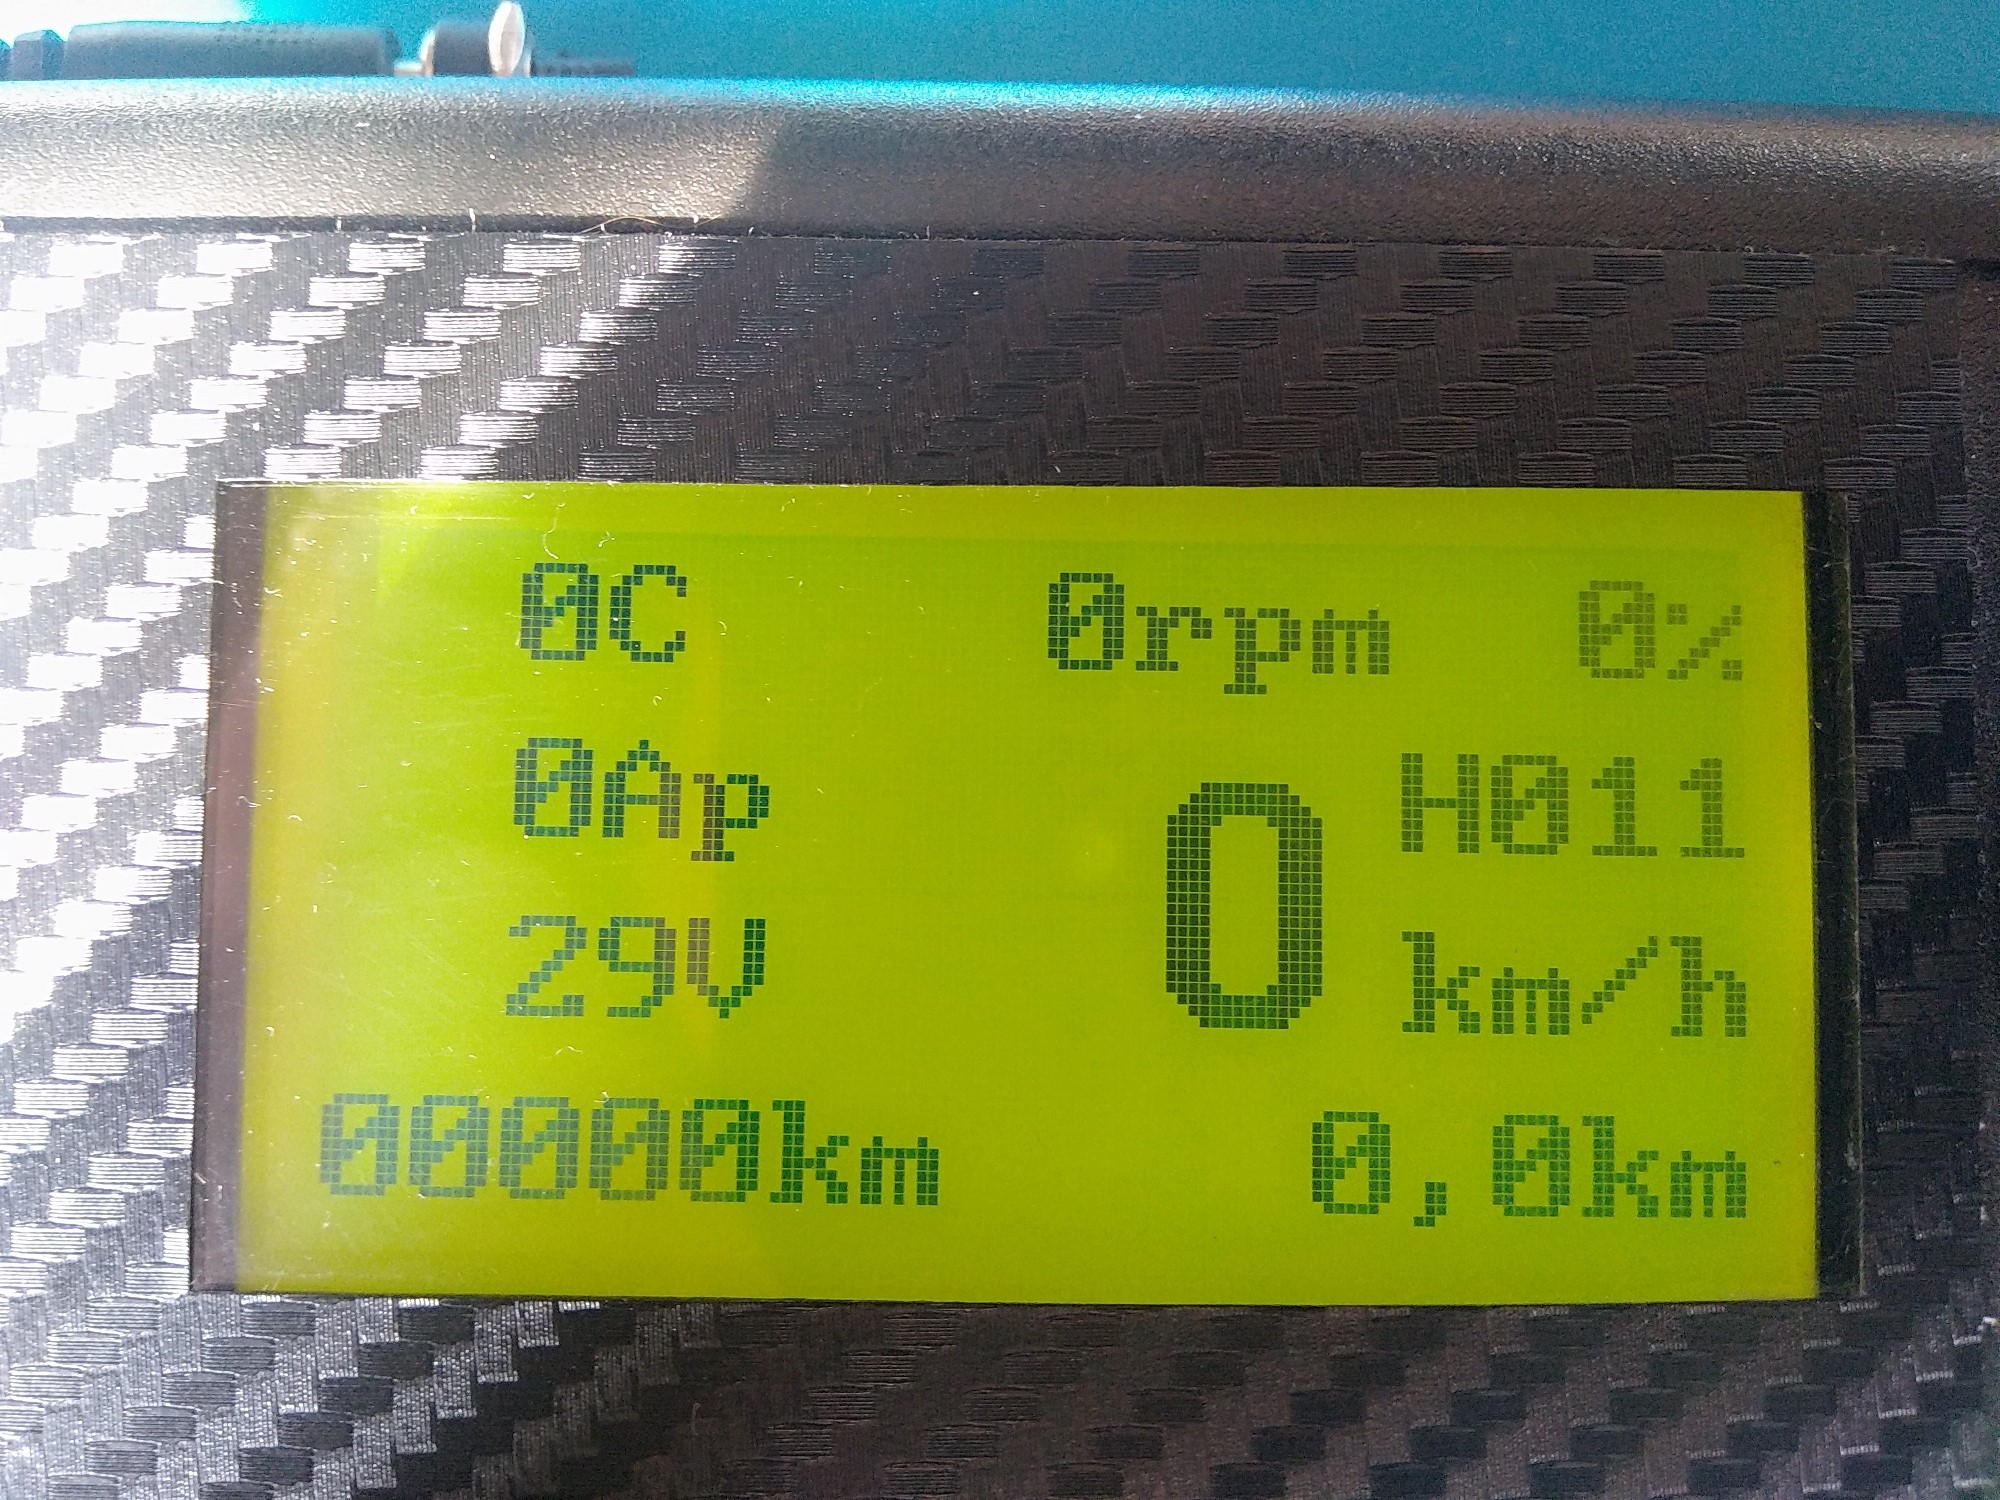 0C 0rpm 0%
0Ap H011
29V 0 km/h
00000km 0,0km